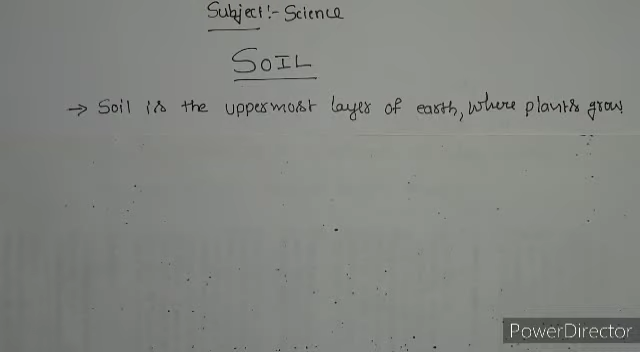 Subject:- Science
SOIL
→ Soil is the uppermost layer of earth, where plants grow.
PowerDirector